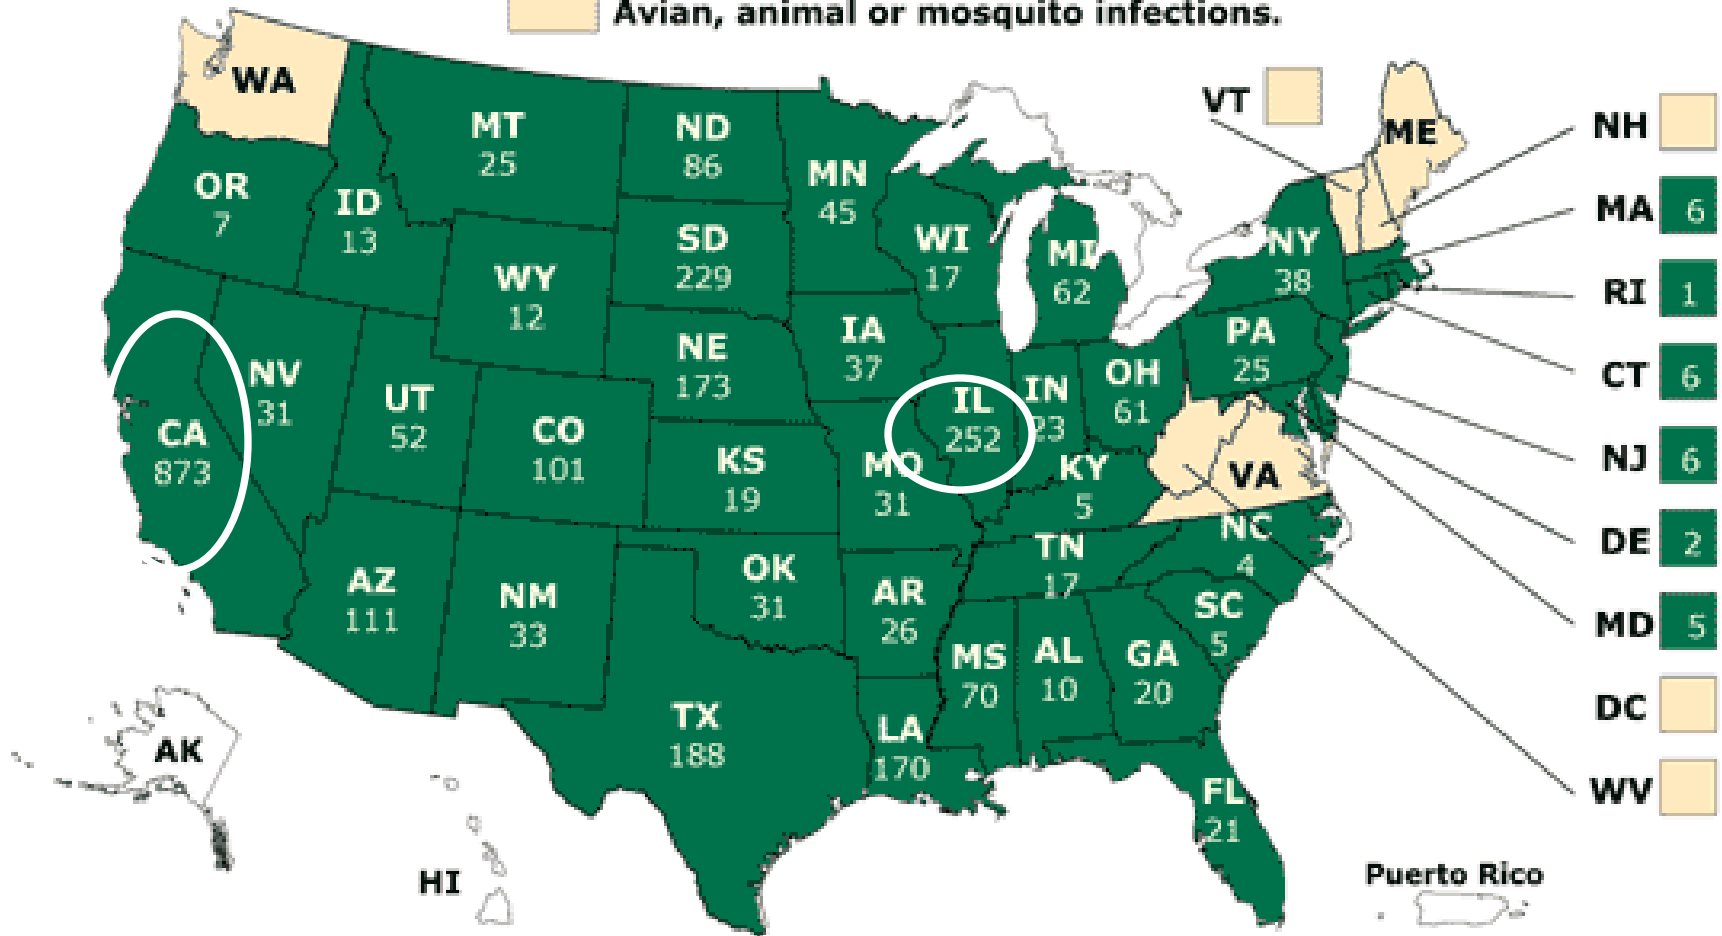 Avian, animal or mosquito infections.
WA
MT
25
ND
86
MN
45
VT
ME
NH
OR
7
ID
13
WY
12
SD
229
WI
17
MI
62
NY
38
MA 6
RI 1
CA
873
NV
31
UT
52
CO
101
NE
173
IA
37
IL
252
IN
23
OH
61
PA
25
CT 6
KS
19
MO
31
KY
5
VA
NJ 6
AZ
111
NM
33
OK
31
AR
26
TN
17
NC
4
DE 2
TX
188
LA
170
MS
70
AL
10
GA
20
SC
5
MD 5
DC
FL
21
WV
AK
HI
Puerto Rico